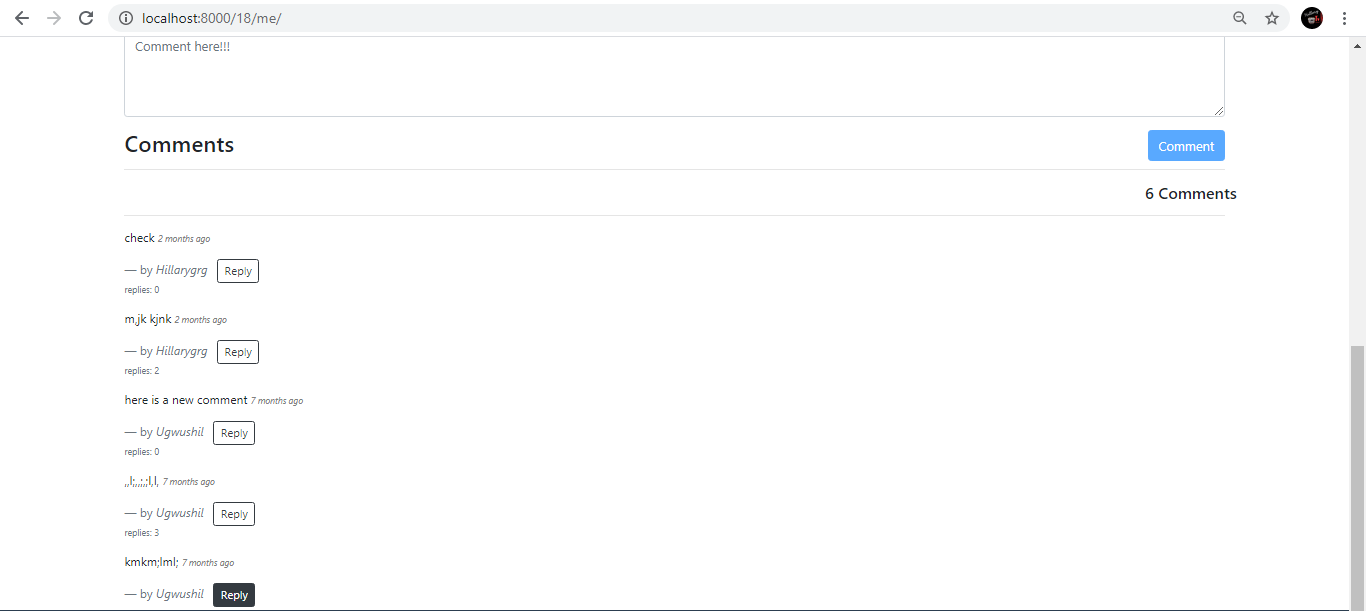 localhost:8000/18/me/
Comment here!!!
Comments
Comment
6 Comments
check 2 months ago
— by Hillarygrg Reply
replies: 0
m,jk kjnk 2 months ago
— by Hillarygrg Reply
replies: 2
here is a new comment 7 months ago
— by Ugwushil Reply
replies: 0
7 months ago
— by Ugwushil Reply
replies: 3
kmkm;lml; 7 months ago
— by Ugwushil Reply